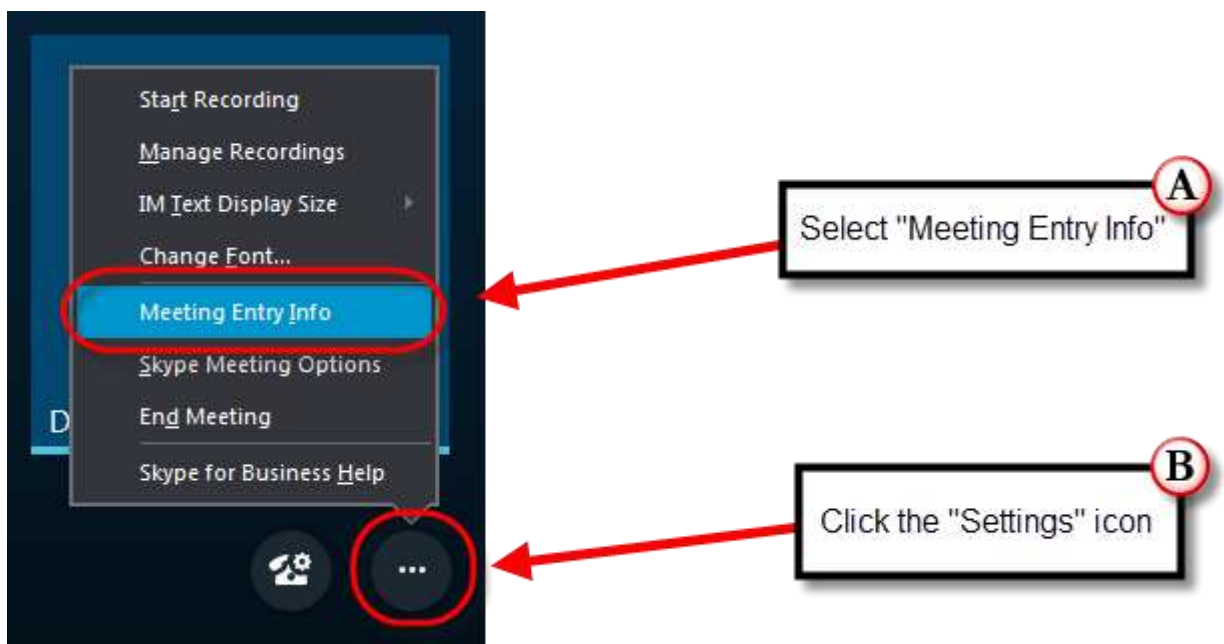 Start Recording
Manage Recordings
IM Text Display Size
Change Font...
Meeting Entry Info
Skype Meeting Options
End Meeting
Skype for Business Help
D
A
Select "Meeting Entry Info"
B
Click the "Settings" icon